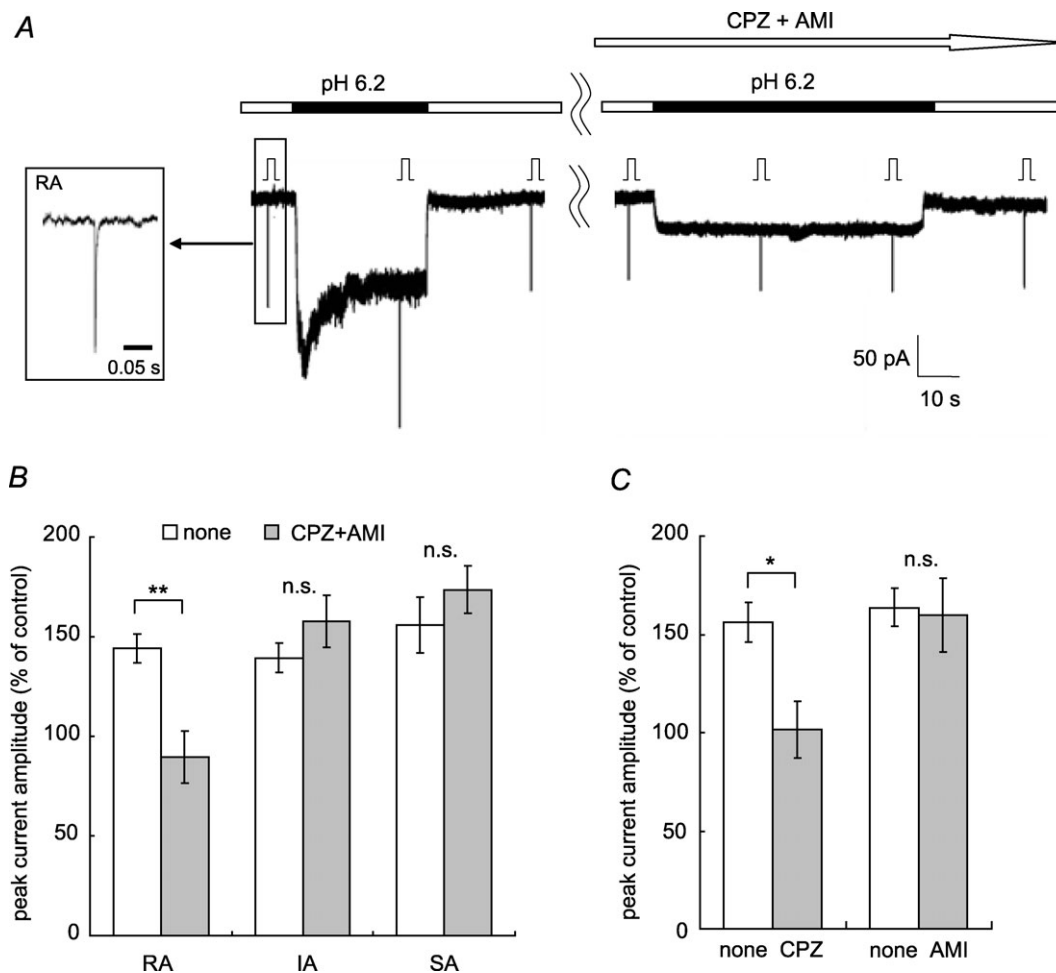 A
CPZ + AMI
pH 6.2
pH 6.2
RA
0.05 s
50 pA
10 s
B
none
CPZ+AMI
peak current amplitude (% of control)
200
150
100
50
0
**
n.s.
n.s.
RA
IA
SA
C
peak current amplitude (% of control)
200
150
100
50
0
*
n.s.
none CPZ
none AMI